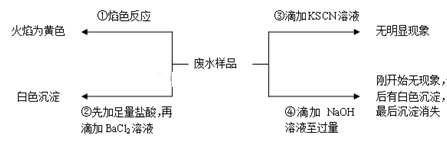 ①焰色反应
火焰为黄色
③滴加KSCN溶液
无明显现象
废水样品
白色沉淀
②先加足量盐酸,再
滴加BaCl₂溶液
④滴加 NaOH
溶液至过量
刚开始无现象,
后有白色沉淀,
最后沉淀消失